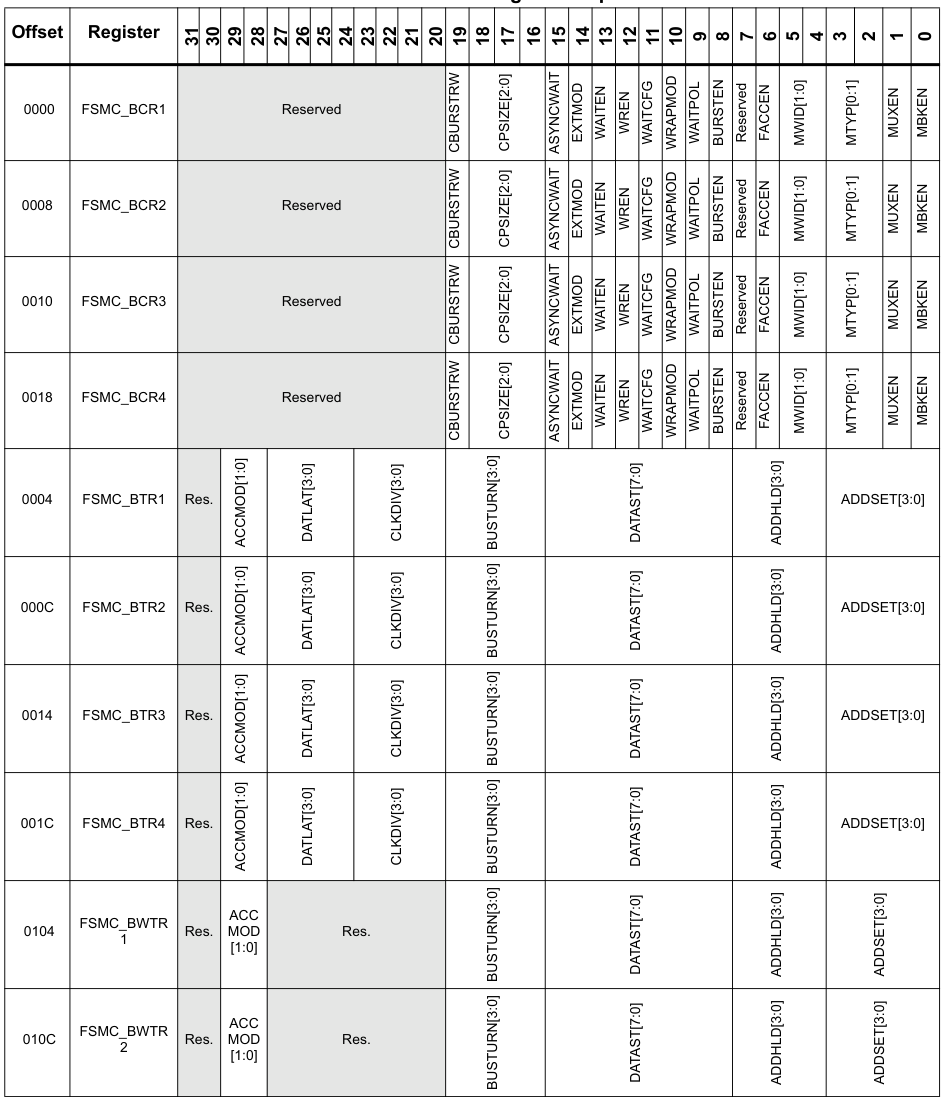 Offset Register 31 30 29 28 27 26 25 24 23 22 21 20 19 18 17 16 15 14 13 12 11 10 9 8 7 6 5 4 3 2 1 0
0000 FSMC_BCR1 Reserved CBURSTRW CPSIZE[2:0] ASYNCWAIT EXTMOD WAITEN WREN WAITCFG WRAPMOD WAITPOL BURSTEN Reserved FACCEN MWID[1:0] MTYP[0:1] MUXEN MBKEN
0008 FSMC_BCR2 Reserved CBURSTRW CPSIZE[2:0] ASYNCWAIT EXTMOD WAITEN WREN WAITCFG WRAPMOD WAITPOL BURSTEN Reserved FACCEN MWID[1:0] MTYP[0:1] MUXEN MBKEN
0010 FSMC_BCR3 Reserved CBURSTRW CPSIZE[2:0] ASYNCWAIT EXTMOD WAITEN WREN WAITCFG WRAPMOD WAITPOL BURSTEN Reserved FACCEN MWID[1:0] MTYP[0:1] MUXEN MBKEN
0018 FSMC_BCR4 Reserved CBURSTRW CPSIZE[2:0] ASYNCWAIT EXTMOD WAITEN WREN WAITCFG WRAPMOD WAITPOL BURSTEN Reserved FACCEN MWID[1:0] MTYP[0:1] MUXEN MBKEN
0004 FSMC_BTR1 Res. ACCMOD[1:0] DATLAT[3:0] CLKDIV[3:0] BUSTURN[3:0] DATAST[7:0] ADDHLD[3:0] ADDSET[3:0]
000C FSMC_BTR2 Res. ACCMOD[1:0] DATLAT[3:0] CLKDIV[3:0] BUSTURN[3:0] DATAST[7:0] ADDHLD[3:0] ADDSET[3:0]
0014 FSMC_BTR3 Res. ACCMOD[1:0] DATLAT[3:0] CLKDIV[3:0] BUSTURN[3:0] DATAST[7:0] ADDHLD[3:0] ADDSET[3:0]
001C FSMC_BTR4 Res. ACCMOD[1:0] DATLAT[3:0] CLKDIV[3:0] BUSTURN[3:0] DATAST[7:0] ADDHLD[3:0] ADDSET[3:0]
0104 FSMC_BWTR
1 Res. ACC
MOD
[1:0] Res. BUSTURN[3:0] DATAST[7:0] ADDHLD[3:0] ADDSET[3:0]
010C FSMC_BWTR
2 Res. ACC
MOD
[1:0] Res. BUSTURN[3:0] DATAST[7:0] ADDHLD[3:0] ADDSET[3:0]